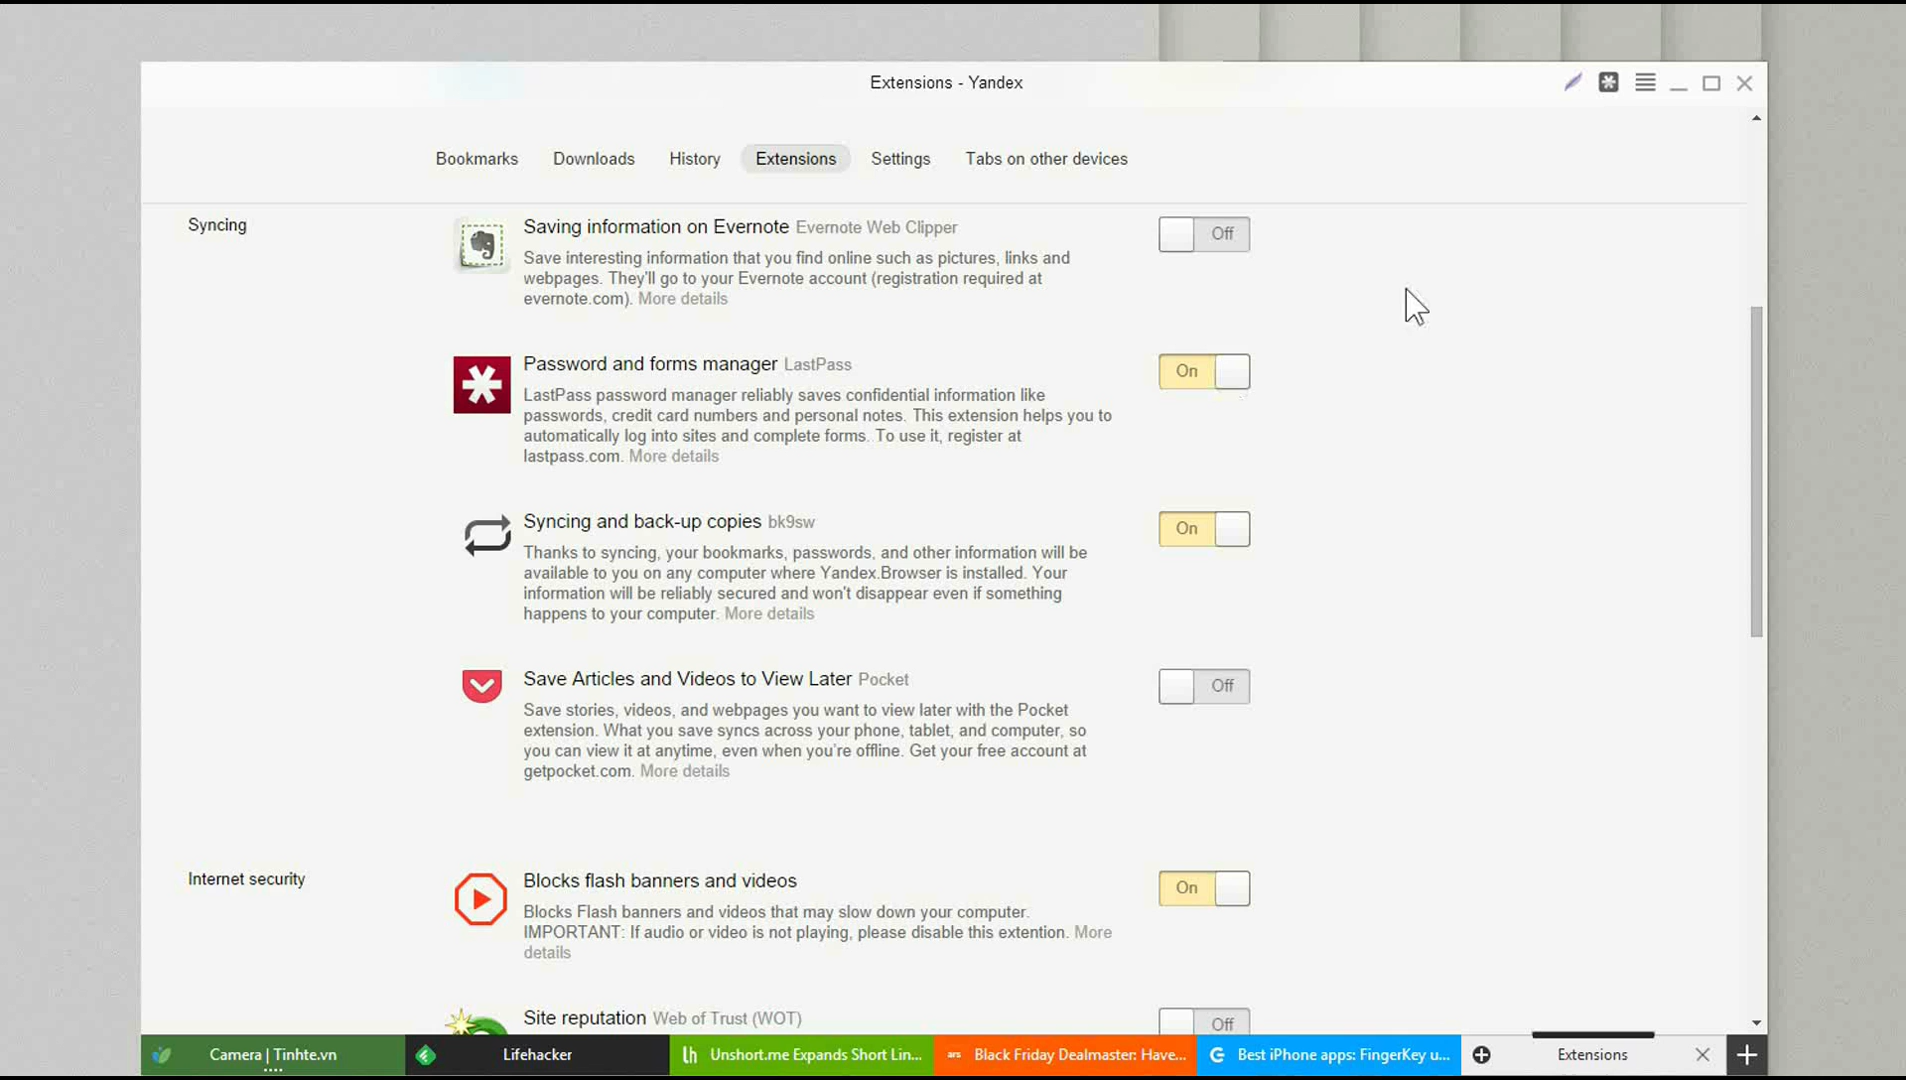 Extensions - Yandex
Bookmarks Downloads History Extensions Settings Tabs on other devices
Syncing
Saving information on Evernote Evernote Web Clipper
Off
Save interesting information that you find online such as pictures, links and
webpages. They'll go to your Evernote account (registration required at
evernote.com). More details
Password and forms manager LastPass
On
LastPass password manager reliably saves confidential information like
passwords, credit card numbers and personal notes. This extension helps you to
automatically log into sites and complete forms. To use it, register at
lastpass.com. More details
Syncing and back-up copies bk9sw
On
Thanks to syncing, your bookmarks, passwords, and other information will be
available to you on any computer where Yandex.Browser is installed. Your
information will be reliably secured and won't disappear even if something
happens to your computer. More details
Save Articles and Videos to View Later Pocket
Off
Save stories, videos, and webpages you want to view later with the Pocket
extension. What you save syncs across your phone, tablet, and computer, so
you can view it at anytime, even when you're offline. Get your free account at
getpocket.com. More details
Internet security
Blocks flash banners and videos
On
Blocks Flash banners and videos that may slow down your computer.
IMPORTANT: If audio or video is not playing, please disable this extention. More
details
Site reputation Web of Trust (WOT)
Off
Camera | Tinhte.vn
Lifehacker
lh Unshort.me Expands Short Lin...
ars Black Friday Dealmaster: Have...
G Best iPhone apps: FingerKey u...
Extensions